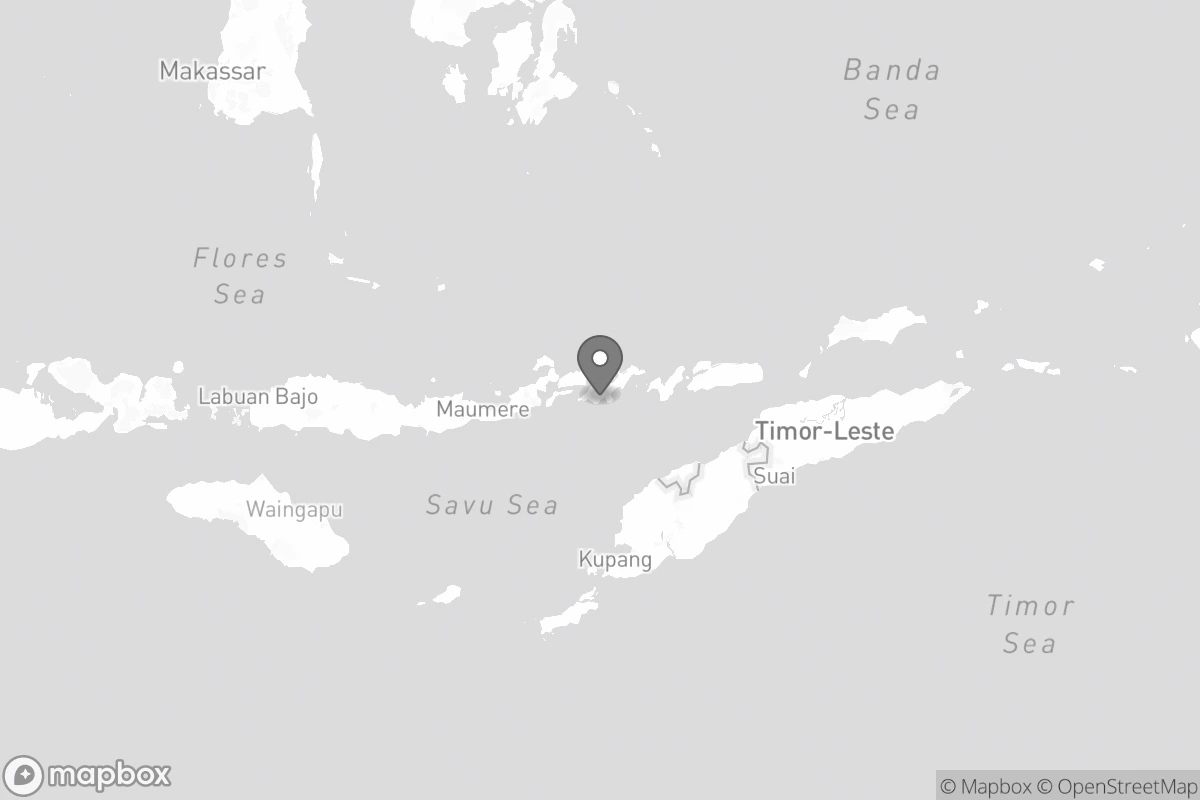 Makassar
Banda
Sea
Flores
Sea
Labuan Bajo
Maumere
Timor-Leste
Suai
Waingapu
Savu Sea
Kupang
Timor
Sea
mapbox
© Mapbox © OpenStreetMap